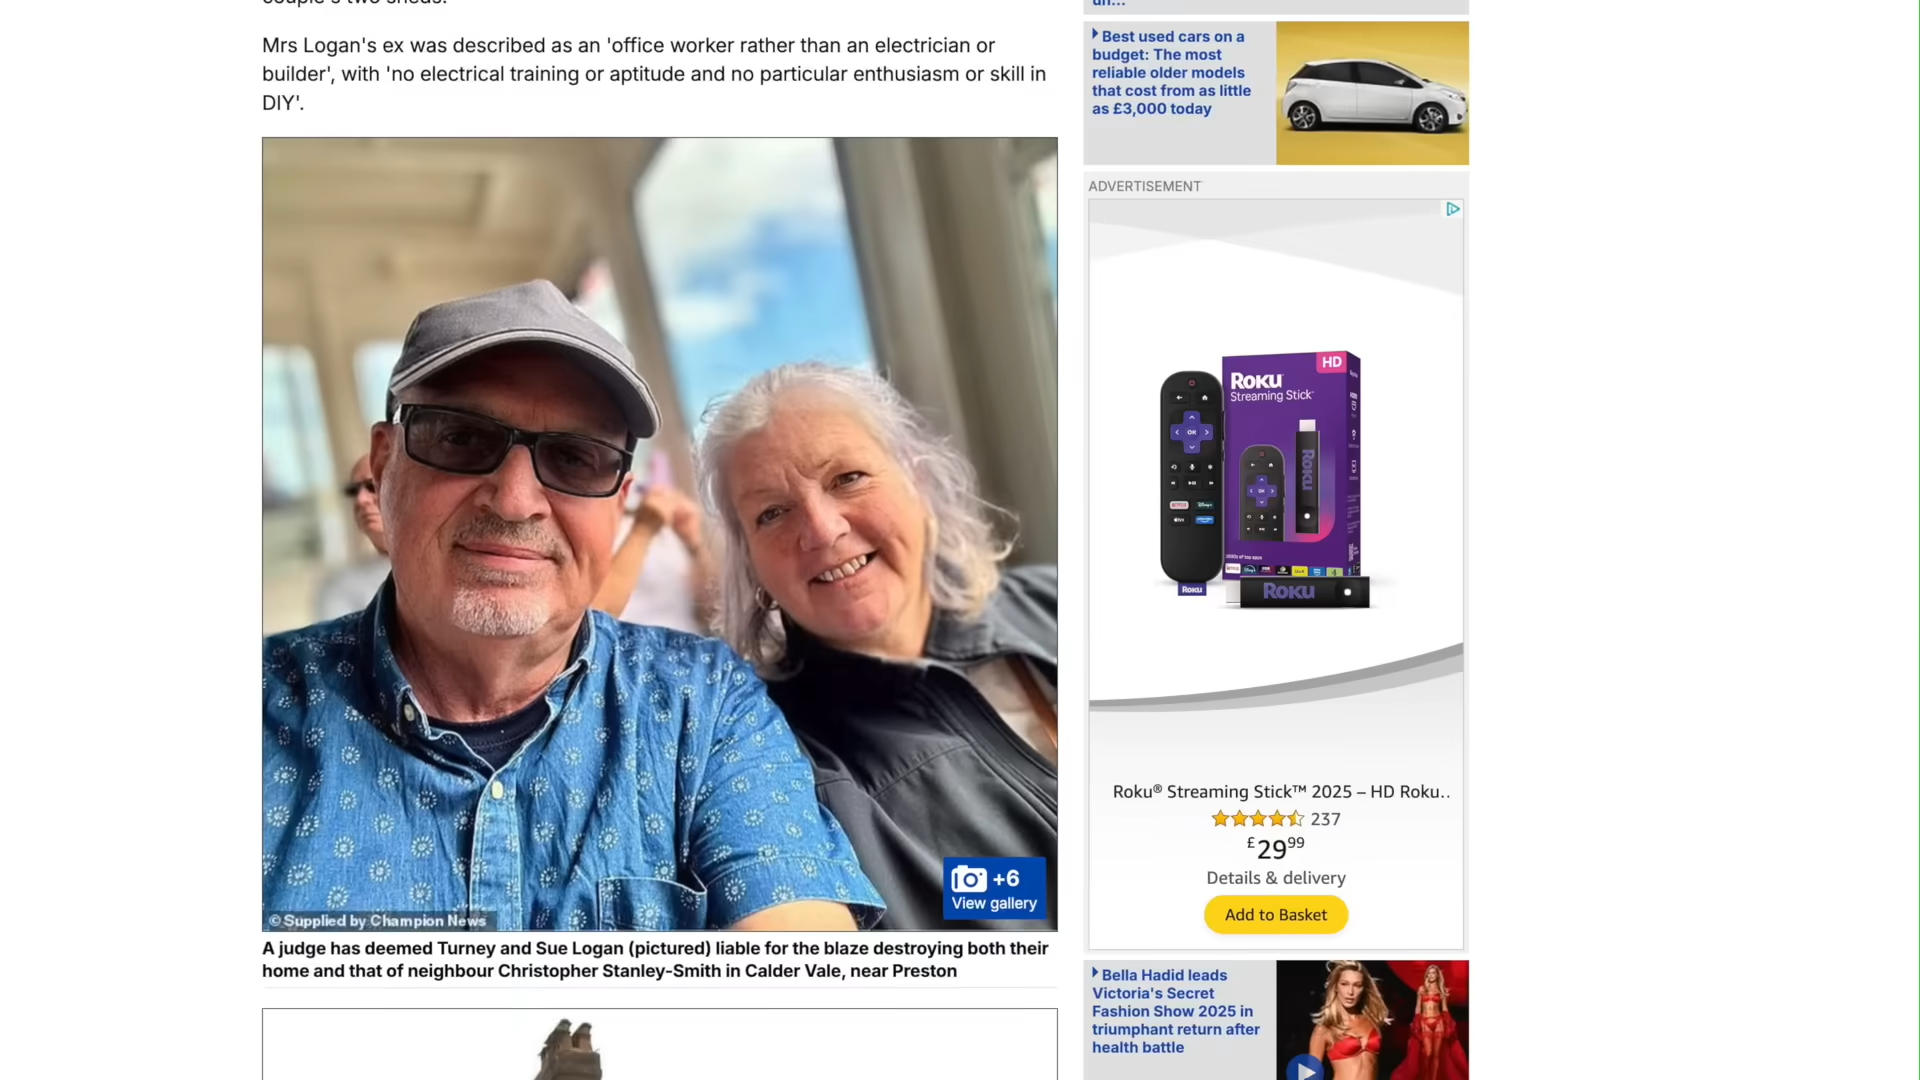 couple's two sheds.
Mrs Logan's ex was described as an 'office worker rather than an electrician or
builder', with 'no electrical training or aptitude and no particular enthusiasm or skill in
DIY'.
© Supplied by Champion News
+6
View gallery
A judge has deemed Turney and Sue Logan (pictured) liable for the blaze destroying both their
home and that of neighbour Christopher Stanley-Smith in Calder Vale, near Preston
un...
Best used cars on a
budget: The most
reliable older models
that cost from as little
as £3,000 today
ADVERTISEMENT
HD
Roku
Streaming Stick
OK
Roku
Roku
Roku
Roku® Streaming Stick™ 2025 – HD Roku..
237
£29.99
Details & delivery
Add to Basket
Bella Hadid leads
Victoria's Secret
Fashion Show 2025 in
triumphant return after
health battle